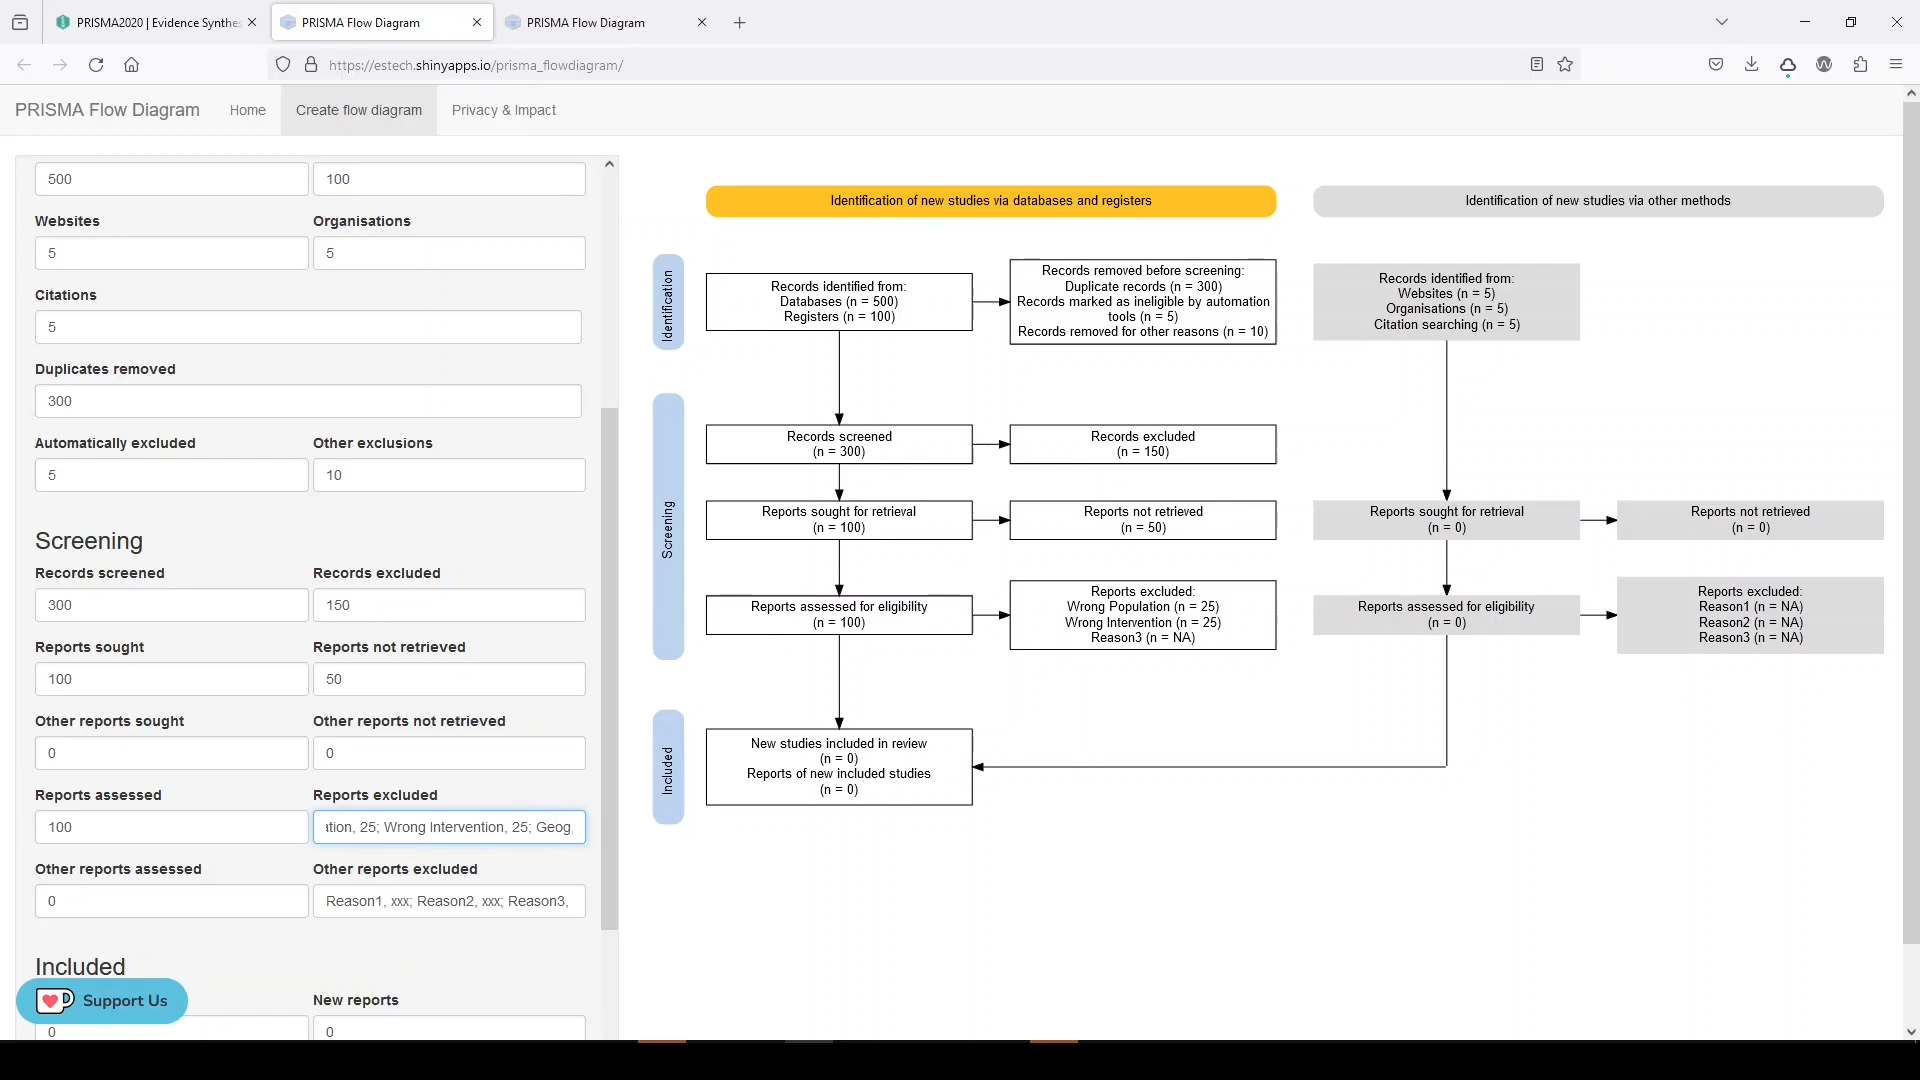 PRISMA2020 | Evidence Synthes
PRISMA Flow Diagram
PRISMA Flow Diagram
https://estech.shinyapps.io/prisma_flowdiagram/
PRISMA Flow Diagram
Home
Create flow diagram
Privacy & Impact
500
100
Websites
Organisations
5
5
Citations
5
Duplicates removed
300
Automatically excluded
Other exclusions
5
10
Screening
Records screened
Records excluded
300
150
Reports sought
Reports not retrieved
100
50
Other reports sought
Other reports not retrieved
0
0
Reports assessed
Reports excluded
100
ation, 25; Wrong Intervention, 25; Geog,
Other reports assessed
Other reports excluded
0
Reason1, xxx; Reason2, xxx; Reason3,
Included
Support Us
New reports
0
0
Identification of new studies via databases and registers
Identification of new studies via other methods
Identification
Records identified from:
Databases (n = 500)
Registers (n = 100)
Records removed before screening:
Duplicate records (n = 300)
Records marked as ineligible by automation
tools (n = 5)
Records removed for other reasons (n = 10)
Records identified from:
Websites (n = 5)
Organisations (n = 5)
Citation searching (n = 5)
Screening
Records screened
(n = 300)
Records excluded
(n = 150)
Reports sought for retrieval
(n = 100)
Reports not retrieved
(n = 50)
Reports sought for retrieval
(n = 0)
Reports not retrieved
(n = 0)
Reports assessed for eligibility
(n = 100)
Reports excluded:
Wrong Population (n = 25)
Wrong Intervention (n = 25)
Reason3 (n = NA)
Reports assessed for eligibility
(n = 0)
Reports excluded:
Reason1 (n = NA)
Reason2 (n = NA)
Reason3 (n = NA)
Included
New studies included in review
(n = 0)
Reports of new included studies
(n = 0)